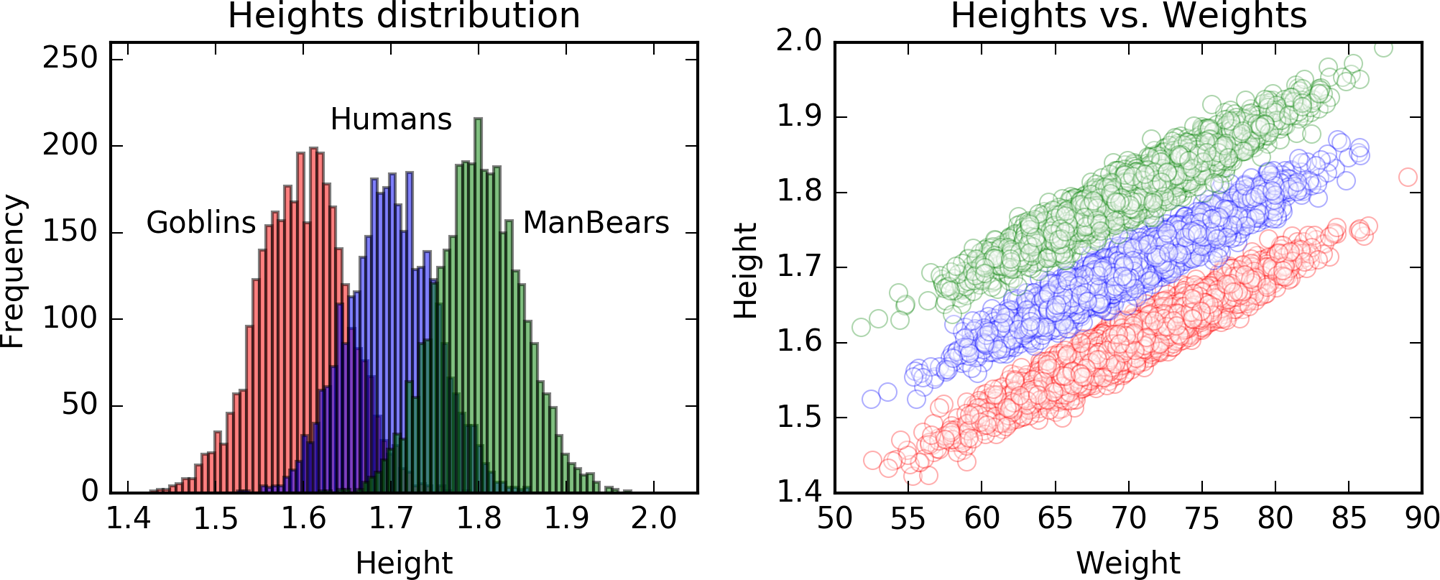 Heights distribution
250
200
150
100
50
0
Frequency
Humans
Goblins
ManBears
1.4 1.5 1.6 1.7 1.8 1.9 2.0
Height
Heights vs. Weights
2.0
1.9
1.8
1.7
1.6
1.5
1.4
Height
50 55 60 65 70 75 80 85 90
Weight